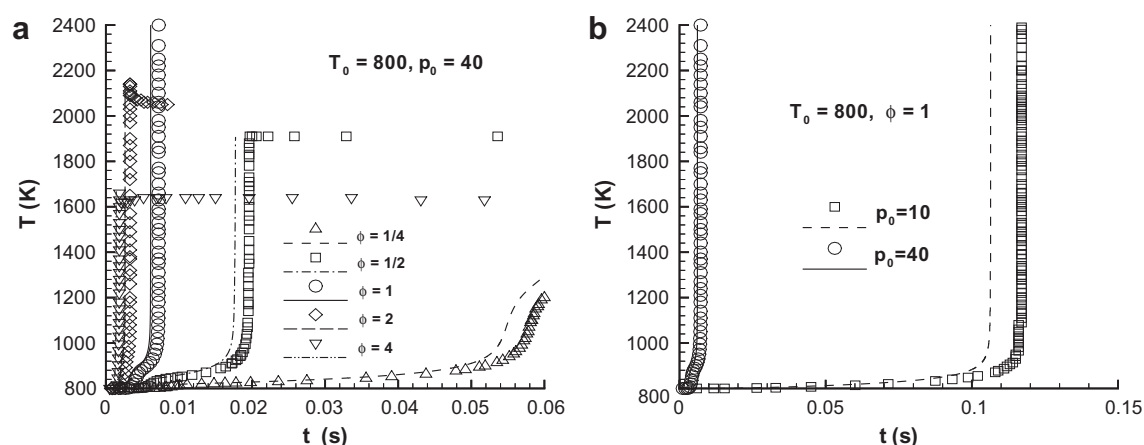 a
T (K)
2400
2200
2000
1800
1600
1400
1200
1000
800
T₀ = 800, p₀ = 40
ϕ = 1/4
ϕ = 1/2
ϕ = 1
ϕ = 2
ϕ = 4
0 0.01 0.02 0.03 0.04 0.05 0.06
t (s)
b
T (K)
2400
2200
2000
1800
1600
1400
1200
1000
800
T₀ = 800, ϕ = 1
p₀=10
p₀=40
0 0.05 0.1 0.15
t (s)